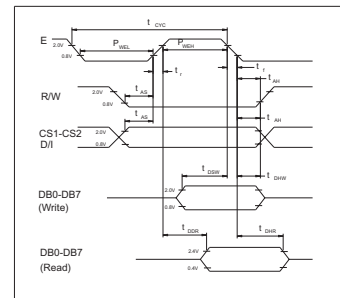 t CYC
E
2.0V
0.8V
P WEL
P WEH
t r
t f
t AH
R/W
2.0V
0.8V
t AS
t AS
t AH
CS1-CS2
D/I
2.0V
0.8V
t DSW
t DHW
DB0-DB7
(Write)
2.0V
0.8V
t DDR
t DHR
DB0-DB7
(Read)
2.4V
0.4V